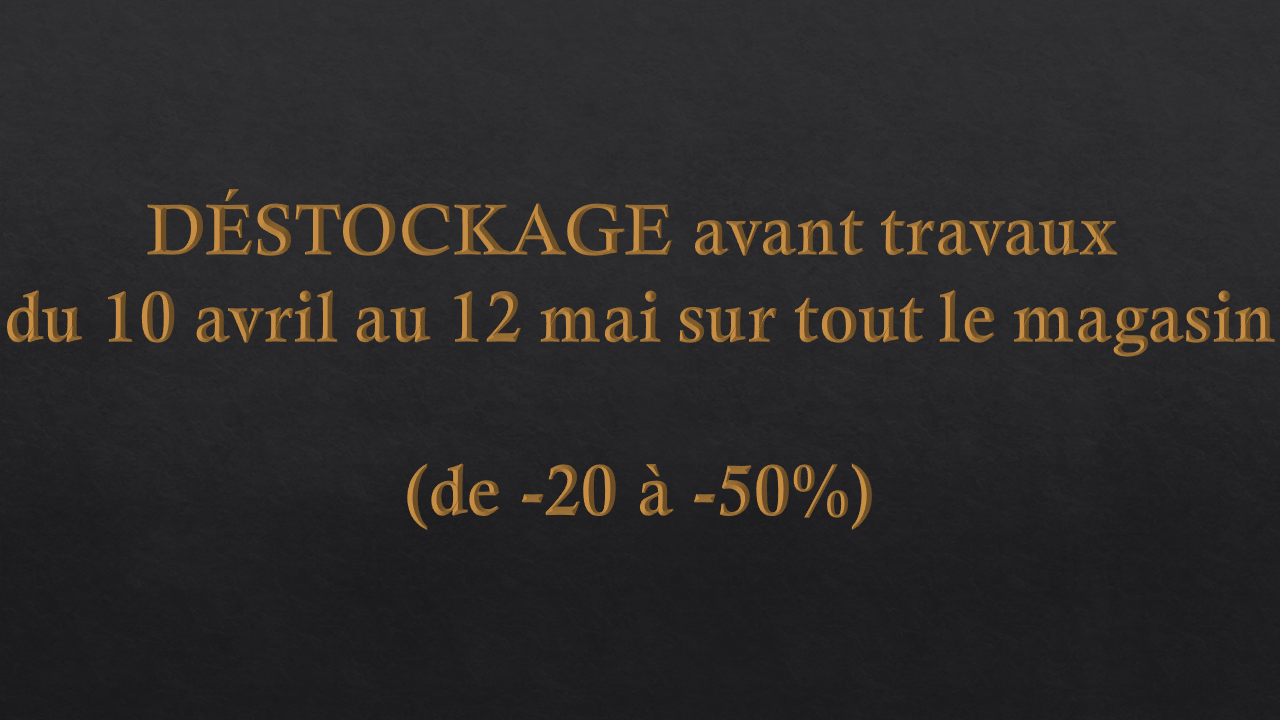 DÉSTOCKAGE avant travaux
du 10 avril au 12 mai sur tout le magasin
(de -20 à -50%)